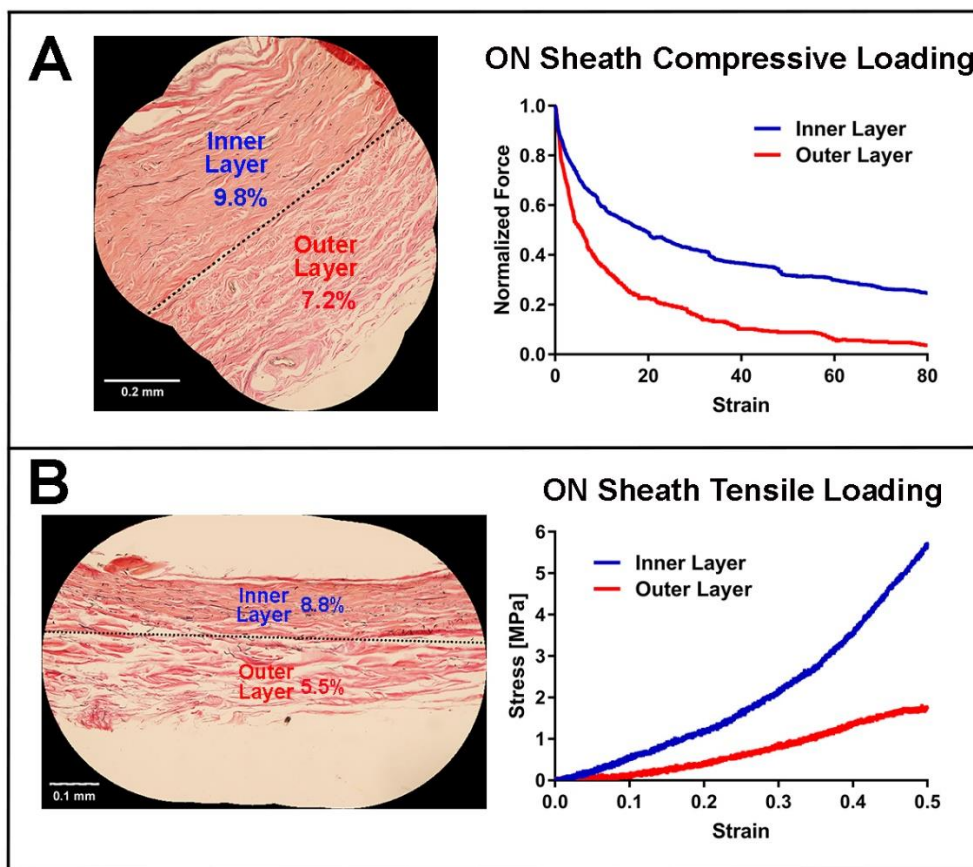 A
Inner
Layer
9.8%
Outer
Layer
7.2%
0.2 mm
ON Sheath Compressive Loading
Inner Layer
Outer Layer
Normalized Force
1.0
0.8
0.6
0.4
0.2
0.0
0
20
40
60
80
Strain
B
Inner
Layer 8.8%
Outer
Layer 5.5%
0.1 mm
ON Sheath Tensile Loading
Inner Layer
Outer Layer
Stress [MPa]
6
5
4
3
2
1
0
0.0
0.1
0.2
0.3
0.4
0.5
Strain